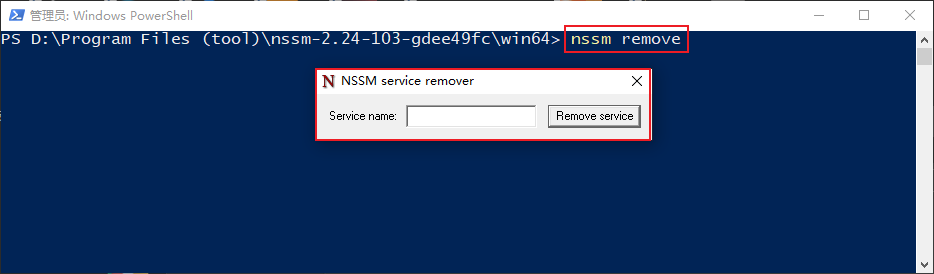 管理员: Windows PowerShell
PS D:\Program Files (tool)\nssm-2.24-103-gdee49fc\win64> nssm remove
N NSSM service remover
Service name: Remove service